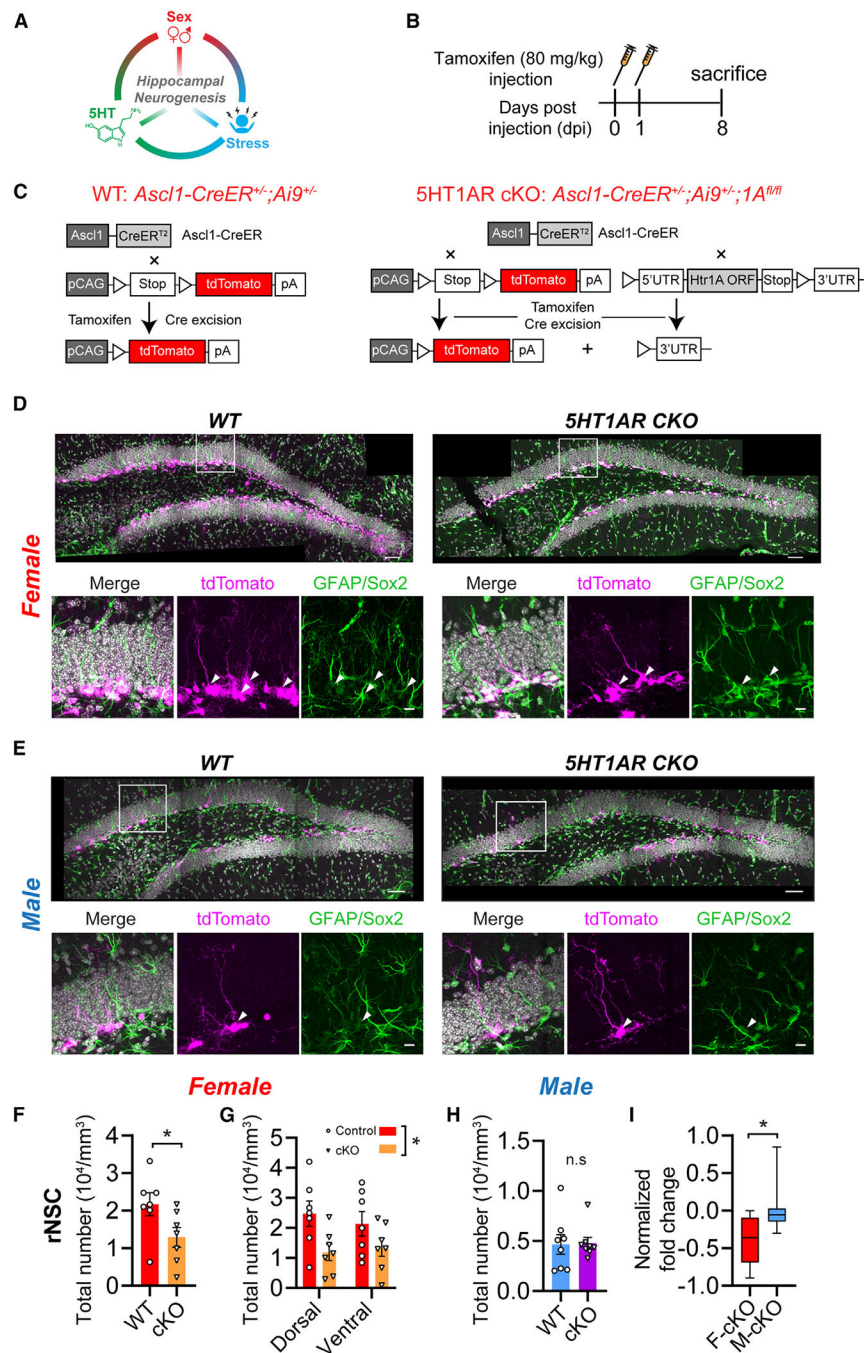 A
Sex
Hippocampal
Neurogenesis
5HT
HO
NH₂
N
H
Stress
B
Tamoxifen (80 mg/kg)
injection
sacrifice
Days post
injection (dpi)
0 1 8
C
WT: Ascl1-CreER+/-;Ai9+/-
Ascl1 CreERT2 Ascl1-CreER
×
pCAG Stop tdTomato pA
Tamoxifen Cre excision
pCAG tdTomato pA
5HT1AR cKO: Ascl1-CreER+/-;Ai9+/-;1Afl/fl
Ascl1 CreERT2 Ascl1-CreER
× ×
pCAG Stop tdTomato pA 5'UTR Htr1A ORF Stop 3'UTR
Tamoxifen
Cre excision
pCAG tdTomato pA + 3'UTR
D
WT 5HT1AR CKO
Female
Merge tdTomato GFAP/Sox2 Merge tdTomato GFAP/Sox2
E
WT 5HT1AR CKO
Male
Merge tdTomato GFAP/Sox2 Merge tdTomato GFAP/Sox2
Female Male
F
rNSC
Total number (10⁴/mm³)
4
3
2
1
0
*
WT cKO
G
Total number (10⁴/mm³)
5
4
3
2
1
0
Control
cKO
*
Dorsal Ventral
H
Total number (10⁴/mm³)
1.5
1.0
0.5
0.0
n.s
WT cKO
I
Normalized
fold change
1.0
0.5
0.0
-0.5
-1.0
*
F-cKO M-cKO